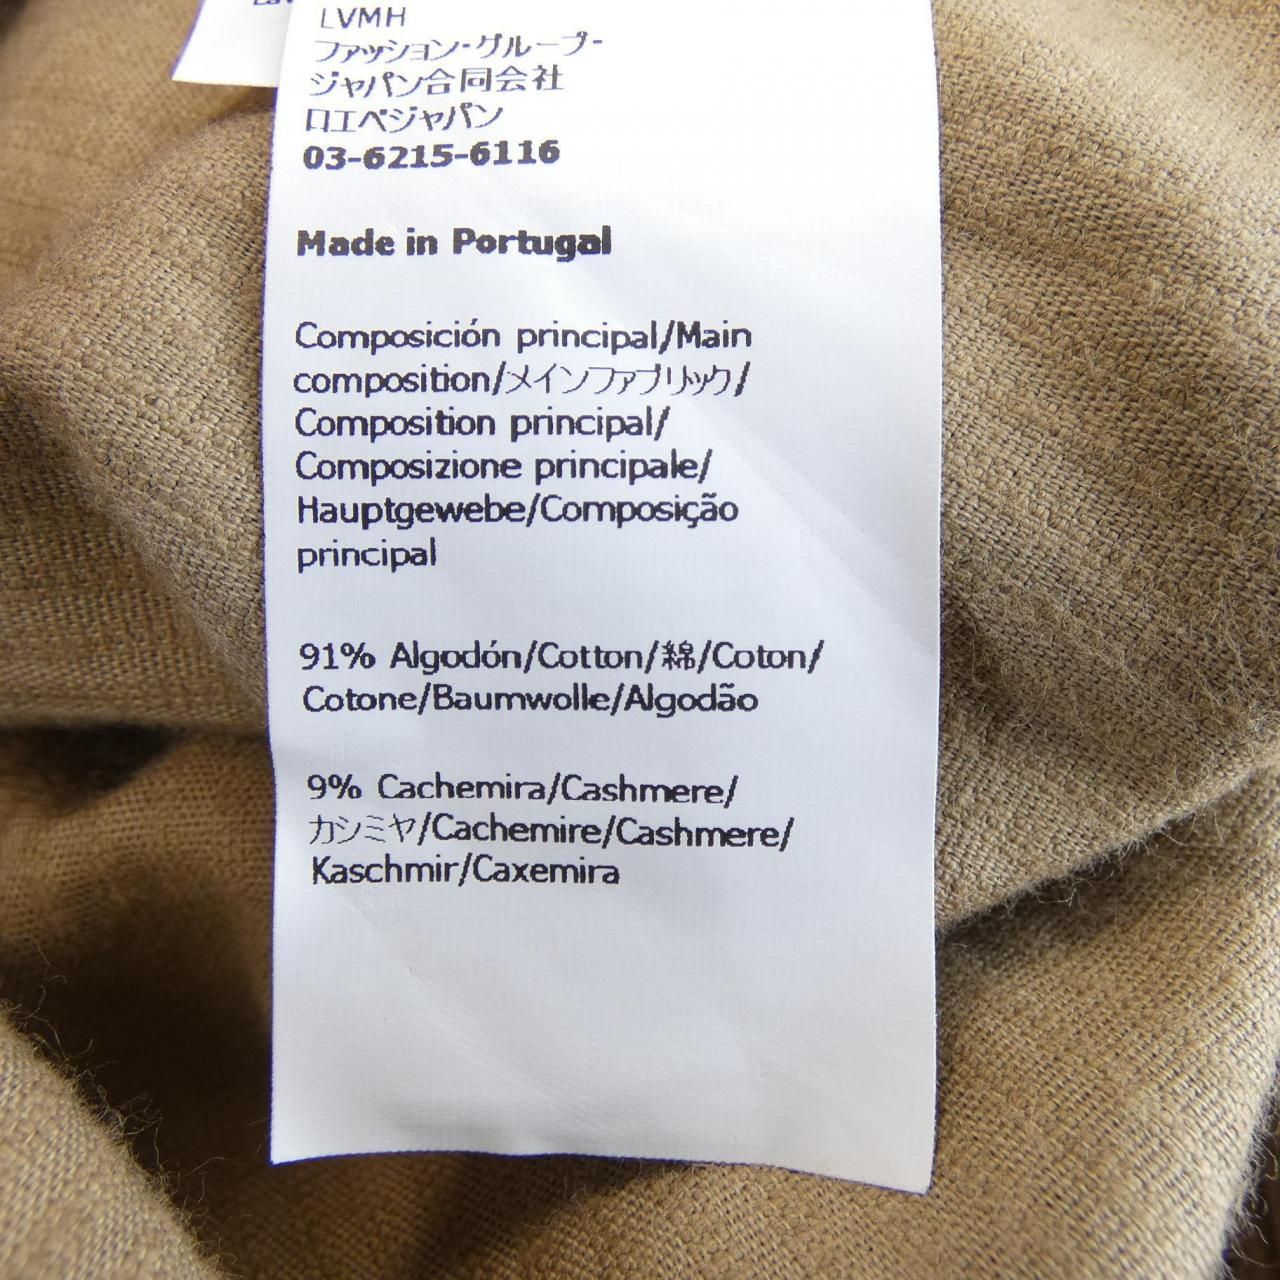 LVMH
ファッション・グループ・
ジャパン合同会社
ロエベジャパン
03-6215-6116
Made in Portugal
Composición principal/Main
composition/メインファブリック/
Composition principal/
Composizione principale/
Hauptgewebe/Composição
principal
91% Algodón/Cotton/綿/Coton/
Cotone/Baumwolle/Algodão
9% Cachemira/Cashmere/
カシミヤ/Cachemire/Cashmere/
Kaschmir/Caxemira